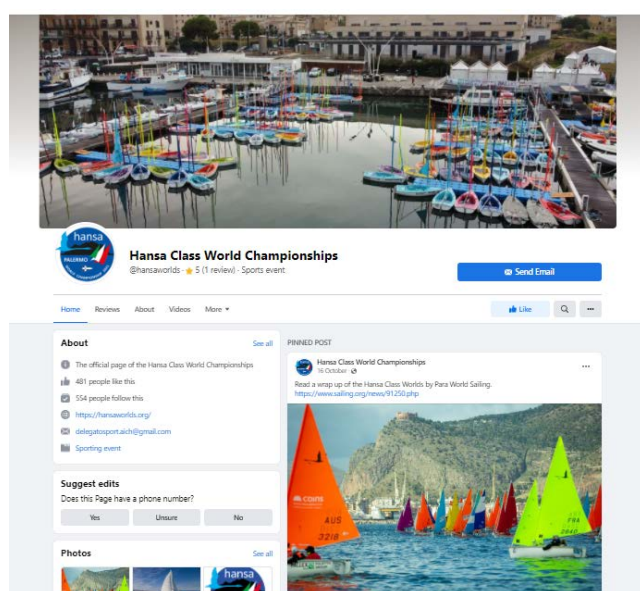 hansa
PALERMO
Hansa Class World Championships
@hansaworlds · 5 (1 review) · Sports event
Send Email
Home Reviews About Videos More
Like
About See all
The official page of the Hansa Class World Championships
481 people like this
554 people follow this
https://hansaworlds.org/
delegatosport.aich@gmail.com
Sporting event
Suggest edits
Does this Page have a phone number?
Yes Unsure No
Photos See all
hansa
PINNED POST
Hansa Class World Championships
16 October ·
Read a wrap up of the Hansa Class Worlds by Para World Sailing.
https://www.sailing.org/news/91250.php
coint
AUS
3218
FRA
2640